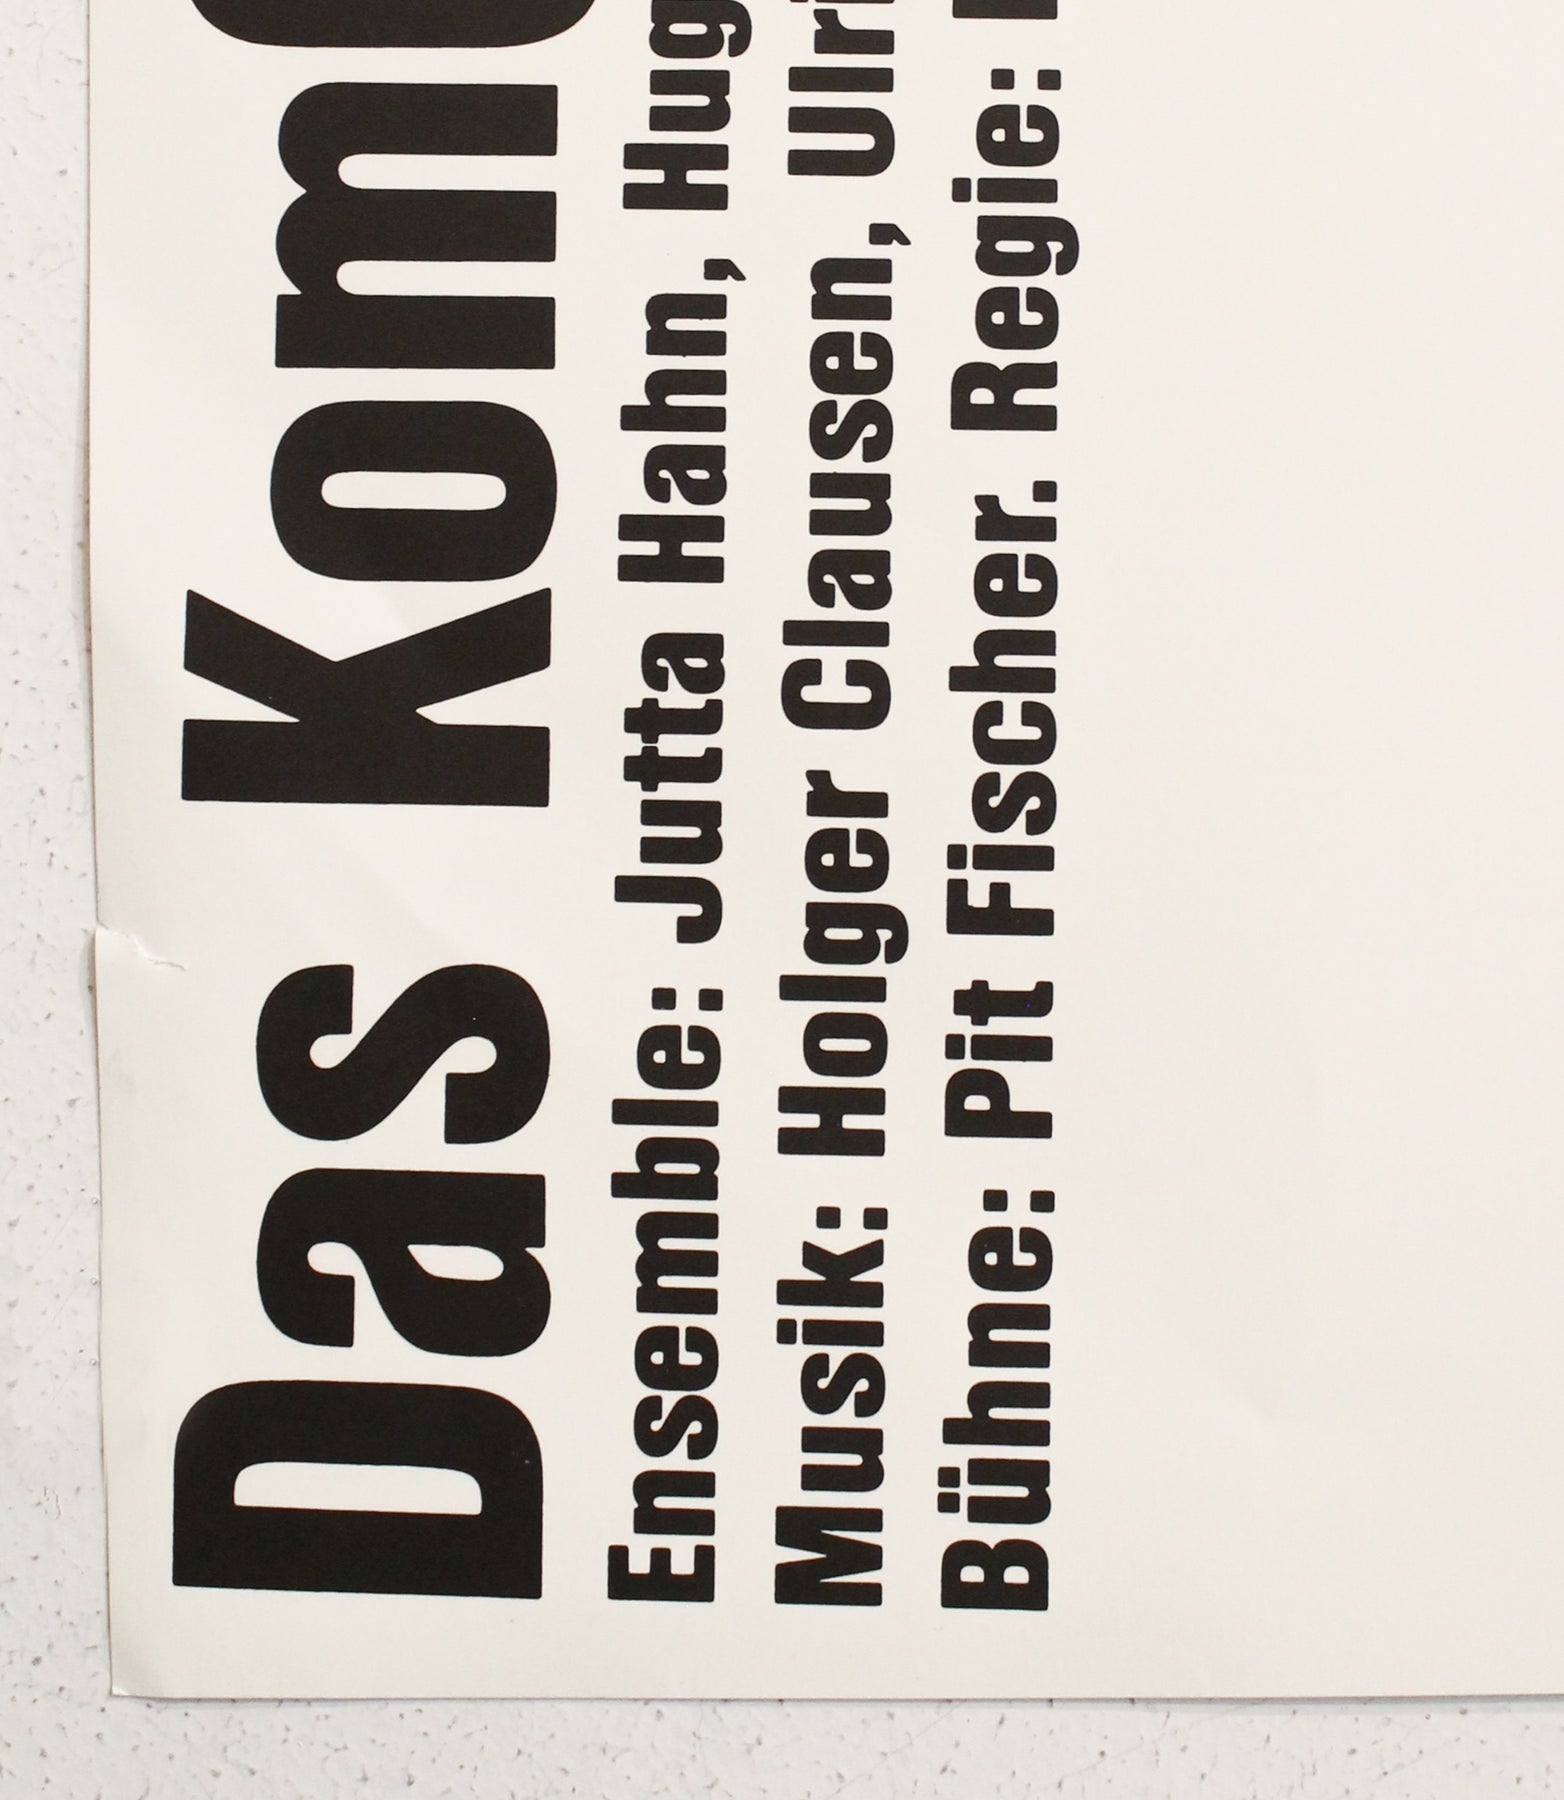 Das Kom
Ensemble: Jutta Hahn, Hug
Musik: Holger Clausen, Ulri
Bühne: Pit Fischer. Regie: